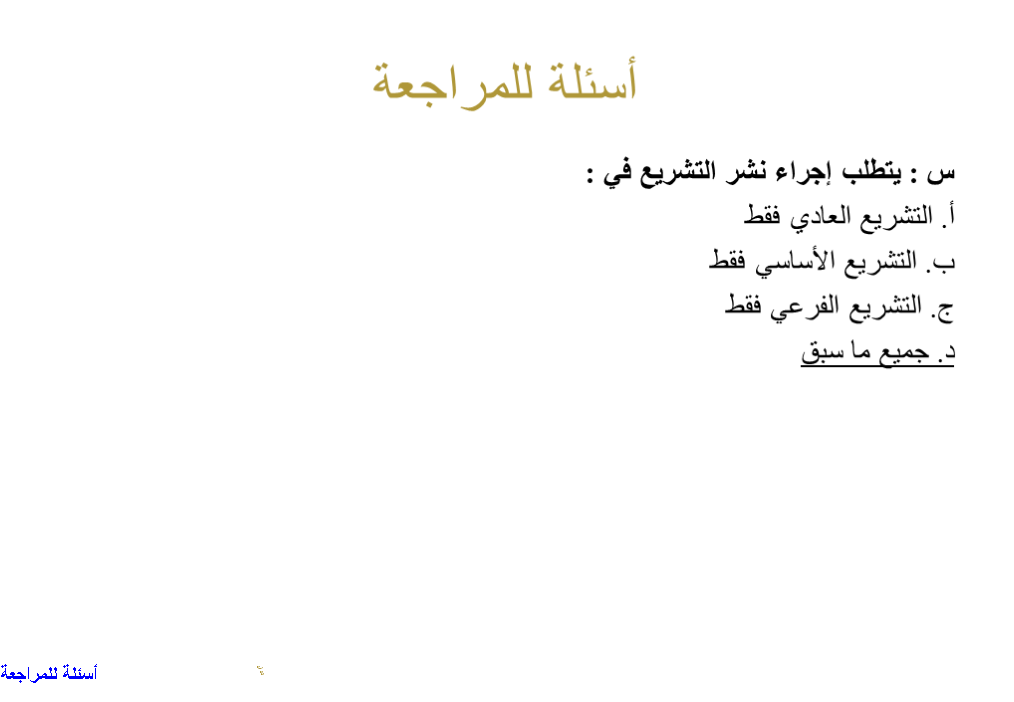 أسئلة للمراجعة
س : يتطلب إجراء نشر التشريع في :
أ. التشريع العادي فقط
ب. التشريع الأساسي فقط
ج. التشريع الفرعي فقط
د. جميع ما سبق
أسئلة للمراجعة